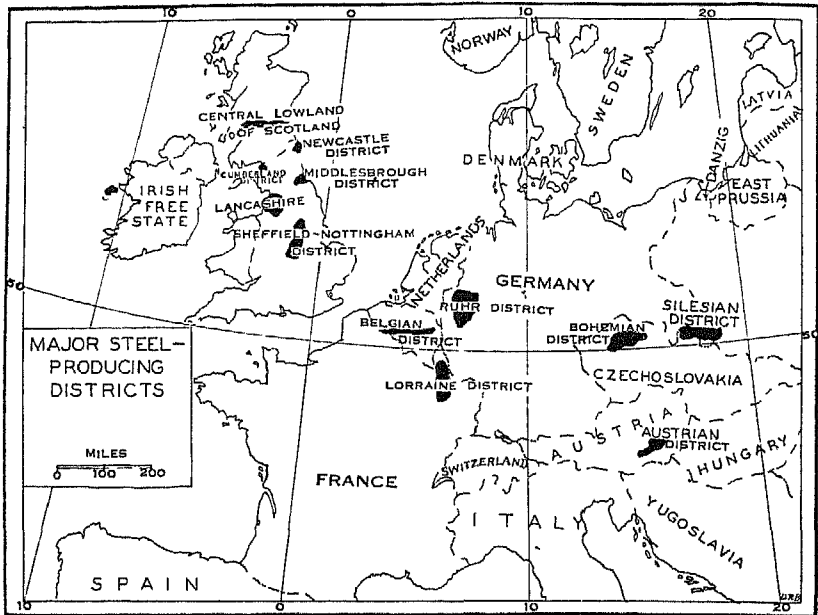 10
0
10
20
NORWAY
SWEDEN
LATVIA
LITHUANIA
CENTRAL LOWLAND
OF SCOTLAND
NEWCASTLE
DISTRICT
DENMARK
DANZIG
EAST
PRUSSIA
CUMBERLAND
DISTRICT
MIDDLESBROUGH
DISTRICT
IRISH
FREE
STATE
LANCASHIRE
SHEFFIELD-NOTTINGHAM
DISTRICT
NETHERLANDS
GERMANY
50
RUHR DISTRICT
SILESIAN
DISTRICT
BELGIAN
DISTRICT
BOHEMIAN
DISTRICT
50
MAJOR STEEL-
PRODUCING
DISTRICTS
MILES
0 100 200
LORRAINE DISTRICT
CZECHOSLOVAKIA
AUSTRIA
AUSTRIAN
DISTRICT
HUNGARY
SWITZERLAND
FRANCE
ITALY
YUGOSLAVIA
SPAIN
10
0
10
20